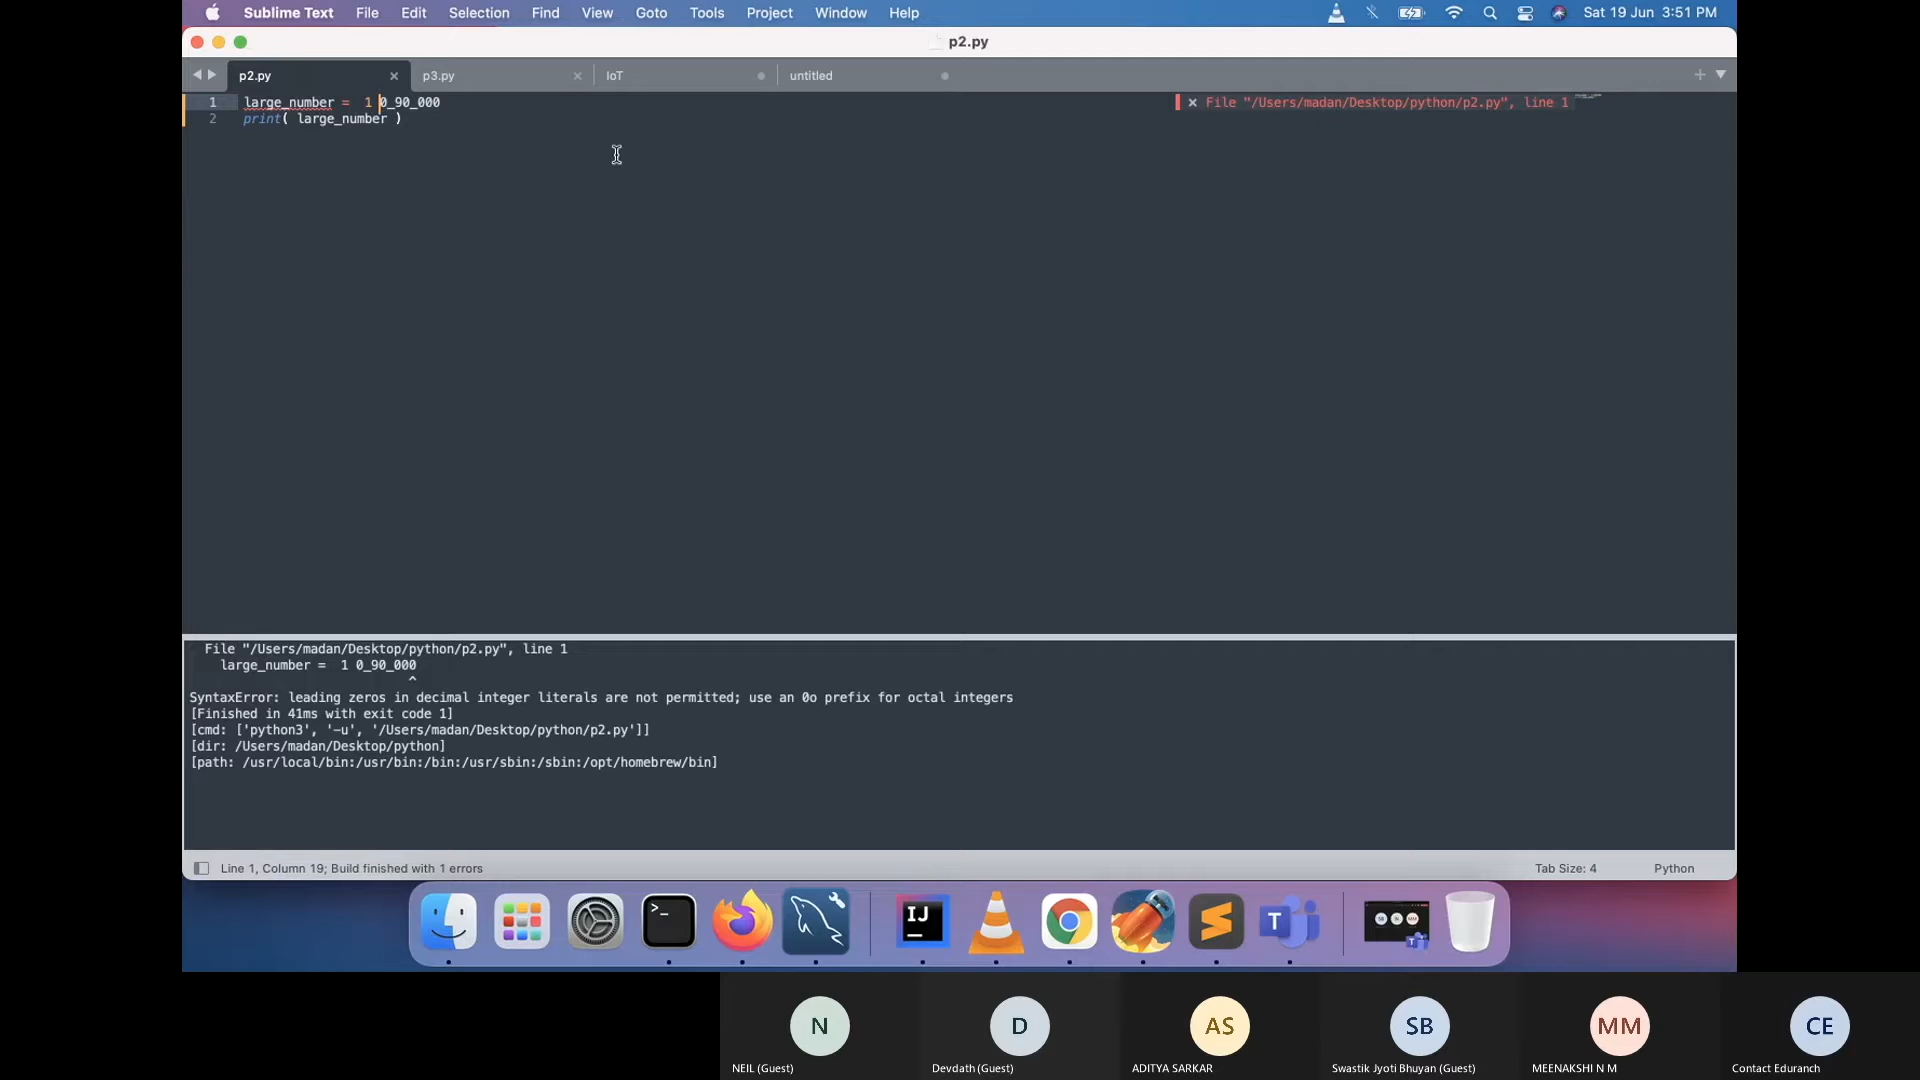 Sublime Text File Edit Selection Find View Goto Tools Project Window Help Sat 19 Jun 3:51 PM
p2.py
p2.py p3.py IoT untitled
1 large_number =  1 0_90_000 File "/Users/madan/Desktop/python/p2.py", line 1
2 print( large_number )
File "/Users/madan/Desktop/python/p2.py", line 1
large_number =  1 0_90_000
^
SyntaxError: leading zeros in decimal integer literals are not permitted; use an 0o prefix for octal integers
[Finished in 41ms with exit code 1]
[cmd: ['python3', '-u', '/Users/madan/Desktop/python/p2.py']]
[dir: /Users/madan/Desktop/python]
[path: /usr/local/bin:/usr/bin:/bin:/usr/sbin:/sbin:/opt/homebrew/bin]
Line 1, Column 19; Build finished with 1 errors Tab Size: 4 Python
>_ IJ T SB N MM
N D AS SB MM CE
NEIL (Guest) Devdath (Guest) ADITYA SARKAR Swastik Jyoti Bhuyan (Guest) MEENAKSHI N M Contact Eduranch